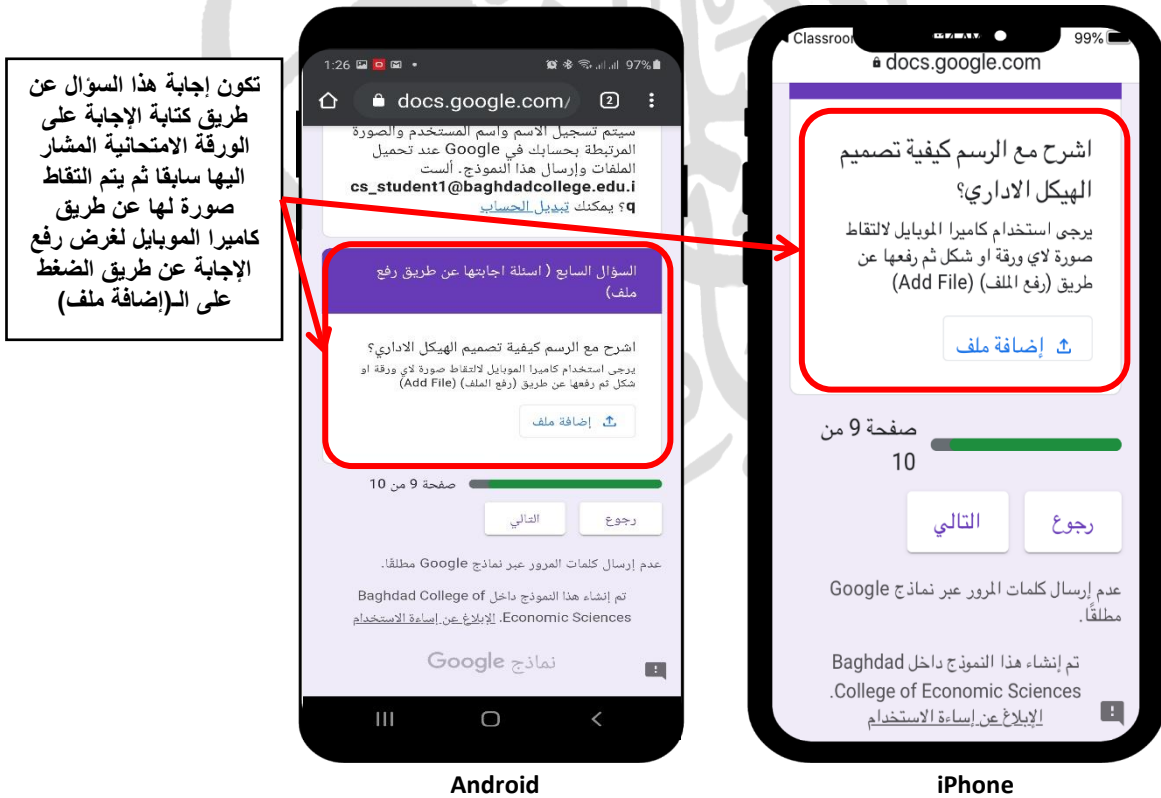 تكون إجابة هذا السؤال عن
طريق كتابة الإجابة على
الورقة الامتحانية المشار
اليها سابقا ثم يتم التقاط
صورة لها عن طريق
كاميرا الموبايل لغرض رفع
الإجابة عن طريق الضغط
على الـ(إضافة ملف)
1:26
97%
docs.google.com/
2
سيتم تسجيل الاسم واسم المستخدم والصورة
المرتبطة بحسابك في Google عند تحميل
الملفات وإرسال هذا النموذج. ألست
cs_student1@baghdadcollege.edu.i
q؟ يمكنك تبديل الحساب
السؤال السابع ( اسئلة اجابتها عن طريق رفع
ملف)
اشرح مع الرسم كيفية تصميم الهيكل الاداري؟
يرجى استخدام كاميرا الموبايل لالتقاط صورة لاي ورقة او
شكل ثم رفعها عن طريق (رفع الملف) (Add File)
إضافة ملف
صفحة 9 من 10
رجوع
التالي
عدم إرسال كلمات المرور عبر نماذج Google مطلقًا.
تم إنشاء هذا النموذج داخل Baghdad College of
Economic Sciences. الإبلاغ عن إساءة الاستخدام
نماذج Google
Android
Classroo
99%
docs.google.com
اشرح مع الرسم كيفية تصميم
الهيكل الاداري؟
يرجى استخدام كاميرا الموبايل لالتقاط
صورة لاي ورقة او شكل ثم رفعها عن
طريق (رفع الملف) (Add File)
إضافة ملف
صفحة 9 من
10
رجوع
التالي
عدم إرسال كلمات المرور عبر نماذج Google
مطلقًا.
تم إنشاء هذا النموذج داخل Baghdad
College of Economic Sciences.
الإبلاغ عن إساءة الاستخدام
iPhone